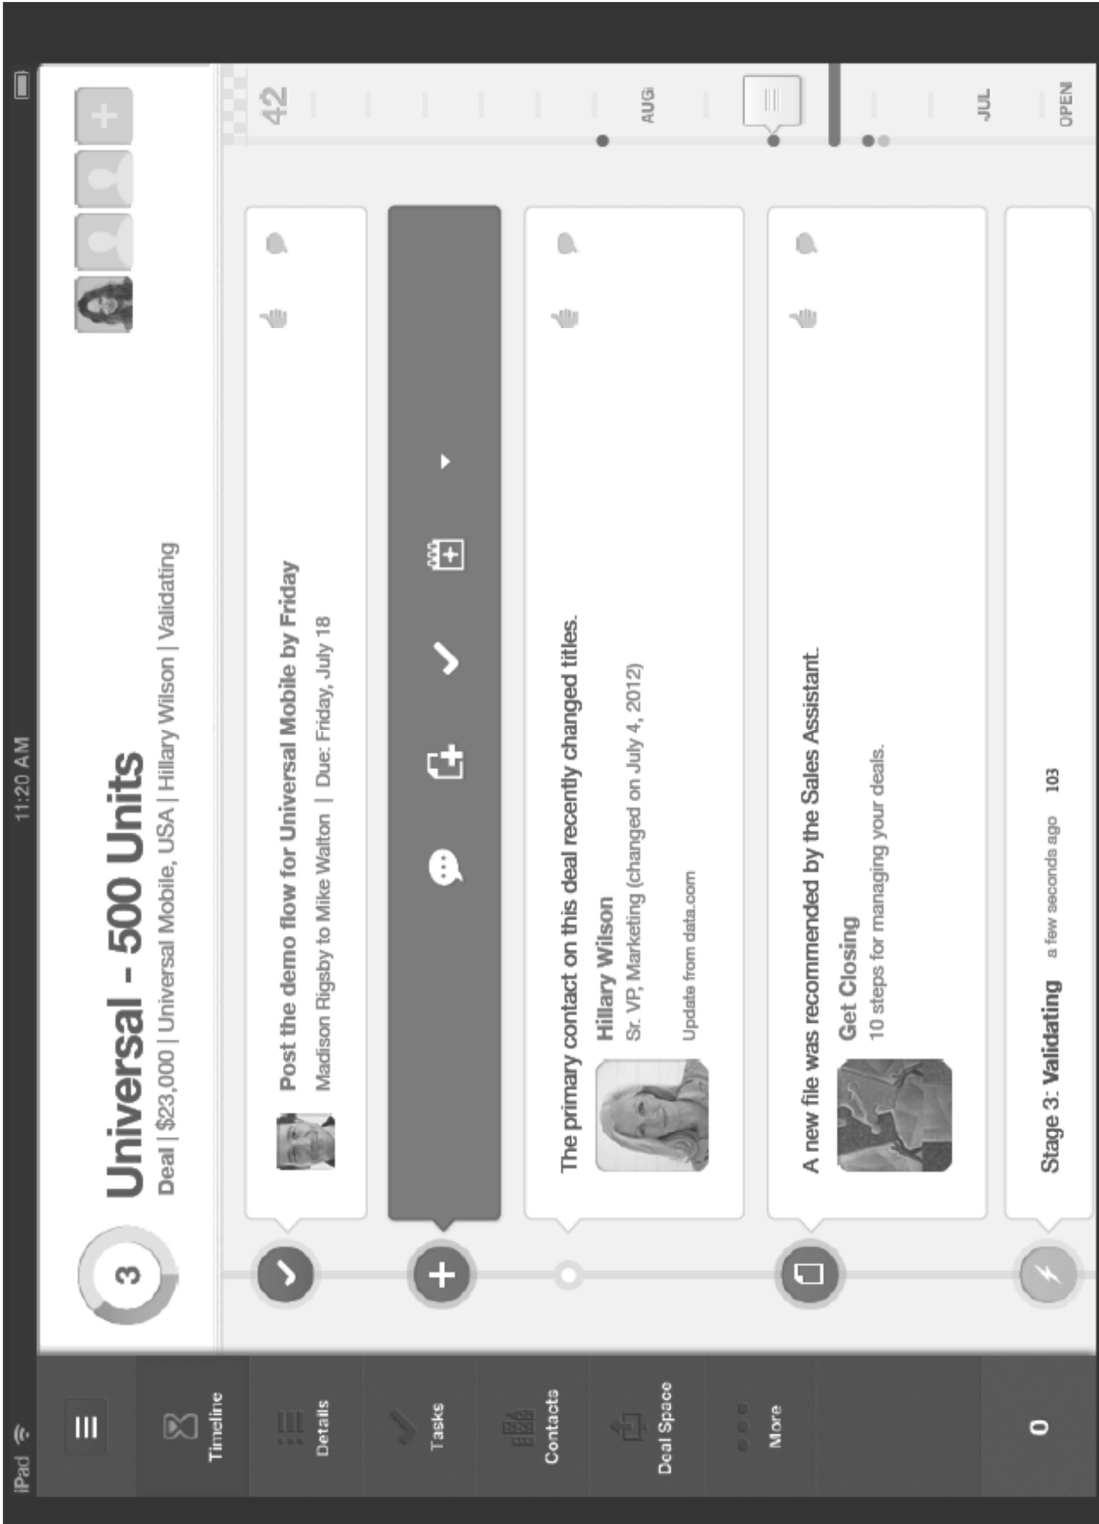 iPad
11:20 AM
Timeline
Details
Tasks
Contacts
Deal Space
More
0
3
Universal - 500 Units
Deal | $23,000 | Universal Mobile, USA | Hillary Wilson | Validating
Post the demo flow for Universal Mobile by Friday
Madison Rigsby to Mike Walton | Due: Friday, July 18
The primary contact on this deal recently changed titles.
Hillary Wilson
Sr. VP, Marketing (changed on July 4, 2012)
Update from data.com
A new file was recommended by the Sales Assistant.
Get Closing
10 steps for managing your deals.
Stage 3: Validating a few seconds ago 103
42
AUG
JUL
OPEN